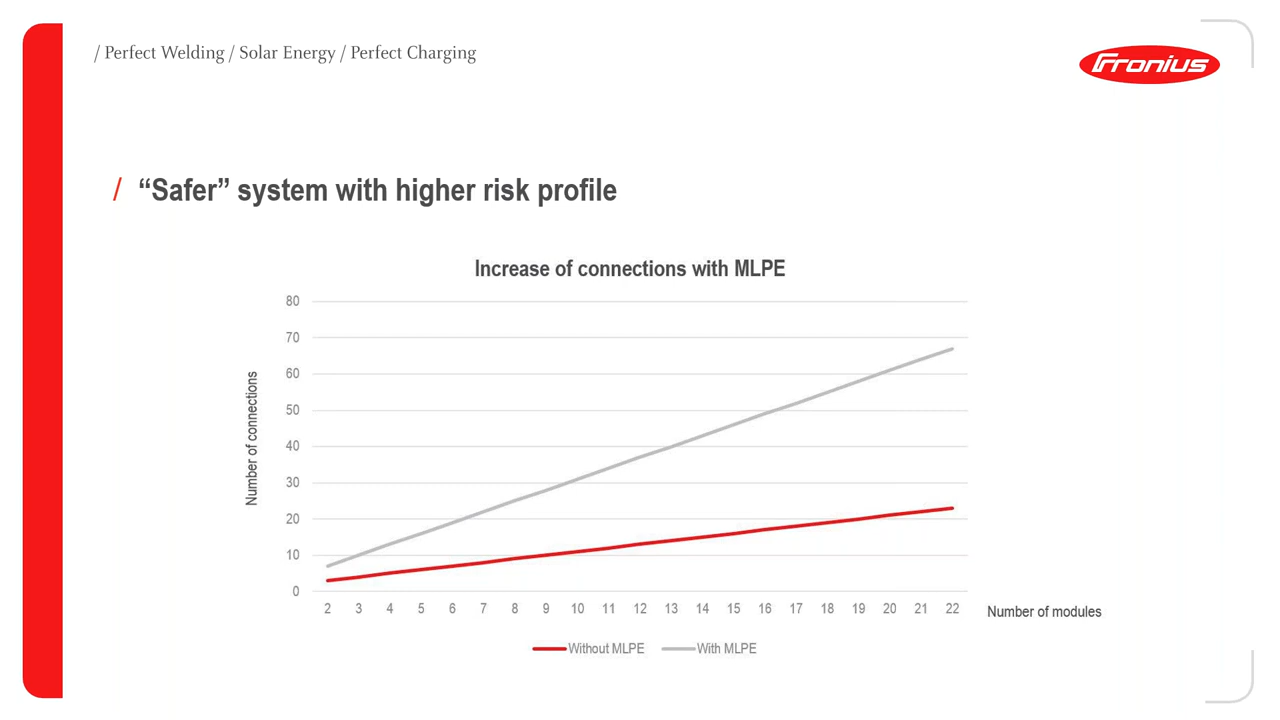 / Perfect Welding / Solar Energy / Perfect Charging
Fronius
/ “Safer” system with higher risk profile
Increase of connections with MLPE
Number of connections
80
70
60
50
40
30
20
10
0
2 3 4 5 6 7 8 9 10 11 12 13 14 15 16 17 18 19 20 21 22
Number of modules
Without MLPE With MLPE